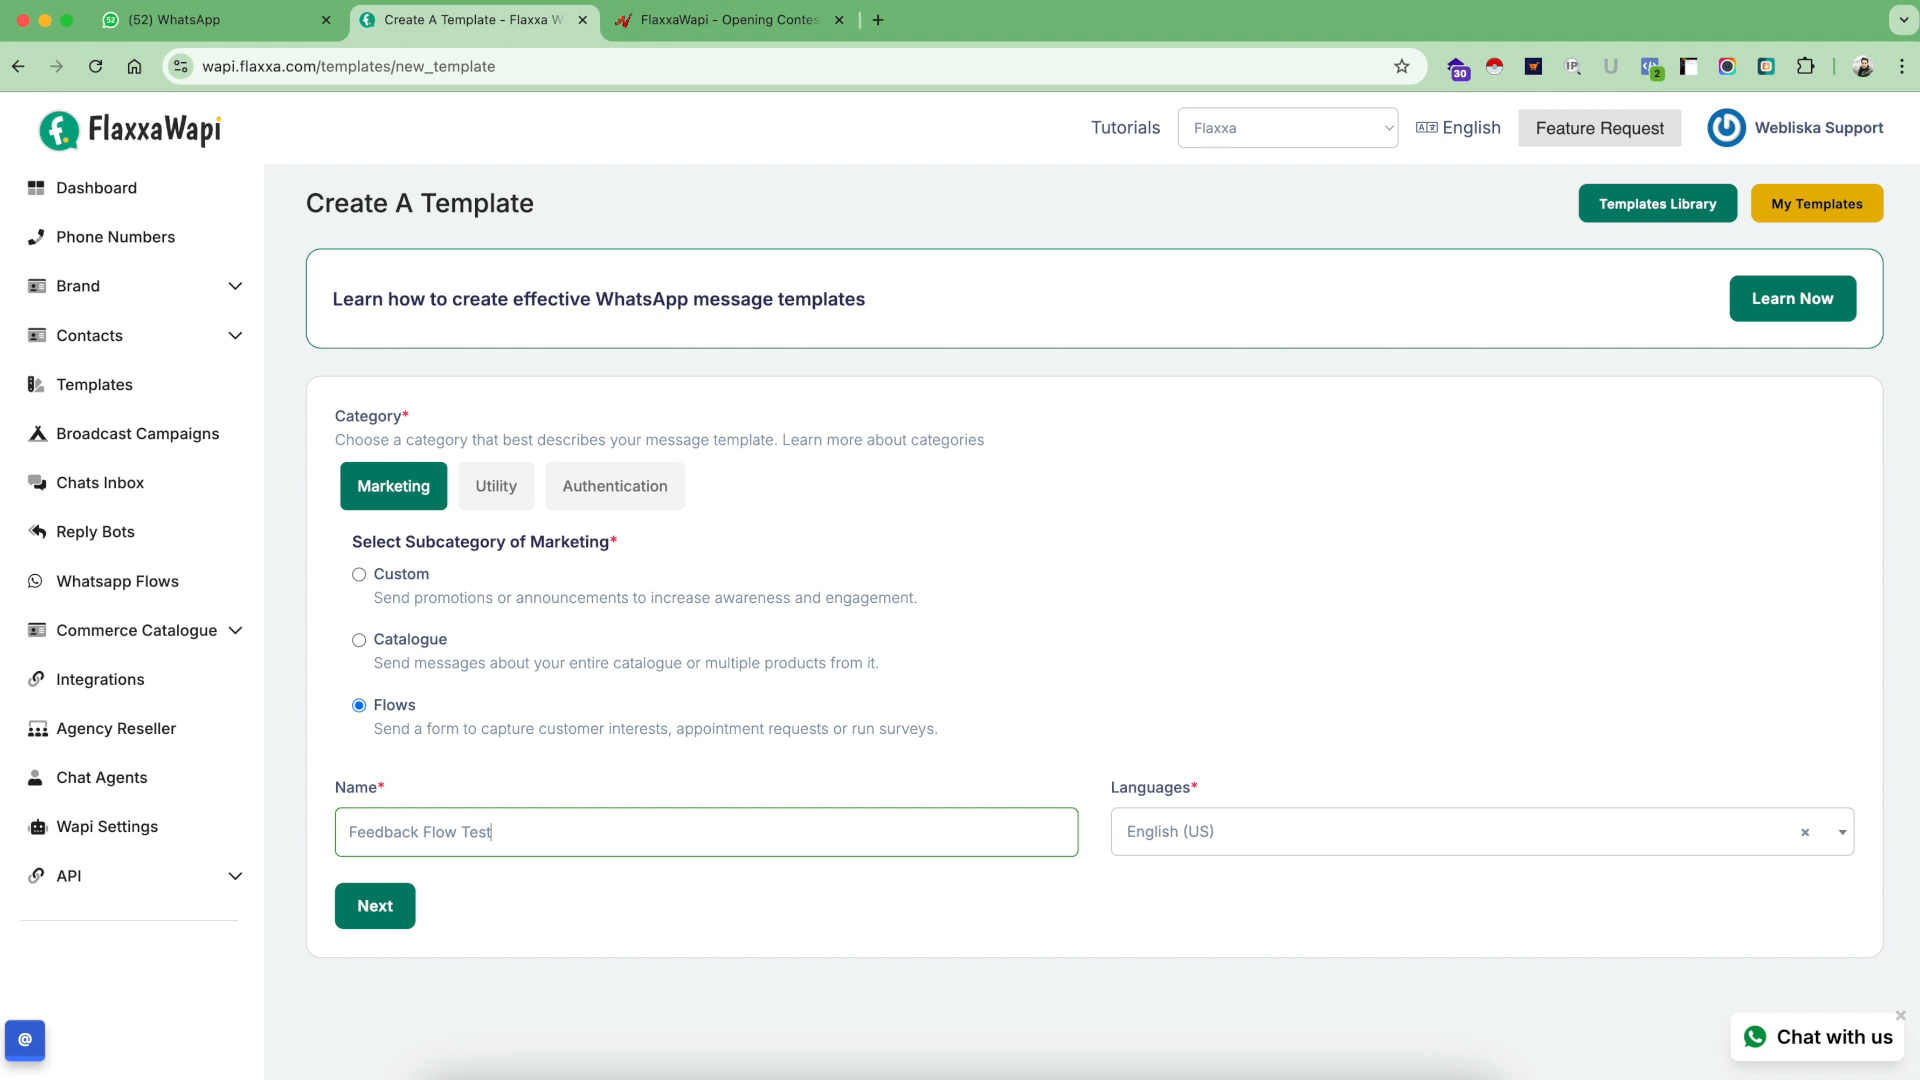 (52) WhatsApp
Create A Template - Flaxxa W
FlaxxaWapi - Opening Contes
wapi.flaxxa.com/templates/new_template
30
IP
U
2
FlaxxaWapi
Tutorials
Flaxxa
English
Feature Request
Webliska Support
Dashboard
Phone Numbers
Brand
Contacts
Templates
Broadcast Campaigns
Chats Inbox
Reply Bots
Whatsapp Flows
Commerce Catalogue
Integrations
Agency Reseller
Chat Agents
Wapi Settings
API
@
Create A Template
Templates Library
My Templates
Learn how to create effective WhatsApp message templates
Learn Now
Category*
Choose a category that best describes your message template. Learn more about categories
Marketing
Utility
Authentication
Select Subcategory of Marketing*
Custom
Send promotions or announcements to increase awareness and engagement.
Catalogue
Send messages about your entire catalogue or multiple products from it.
Flows
Send a form to capture customer interests, appointment requests or run surveys.
Name*
Languages*
Feedback Flow Test
English (US)
Next
Chat with us